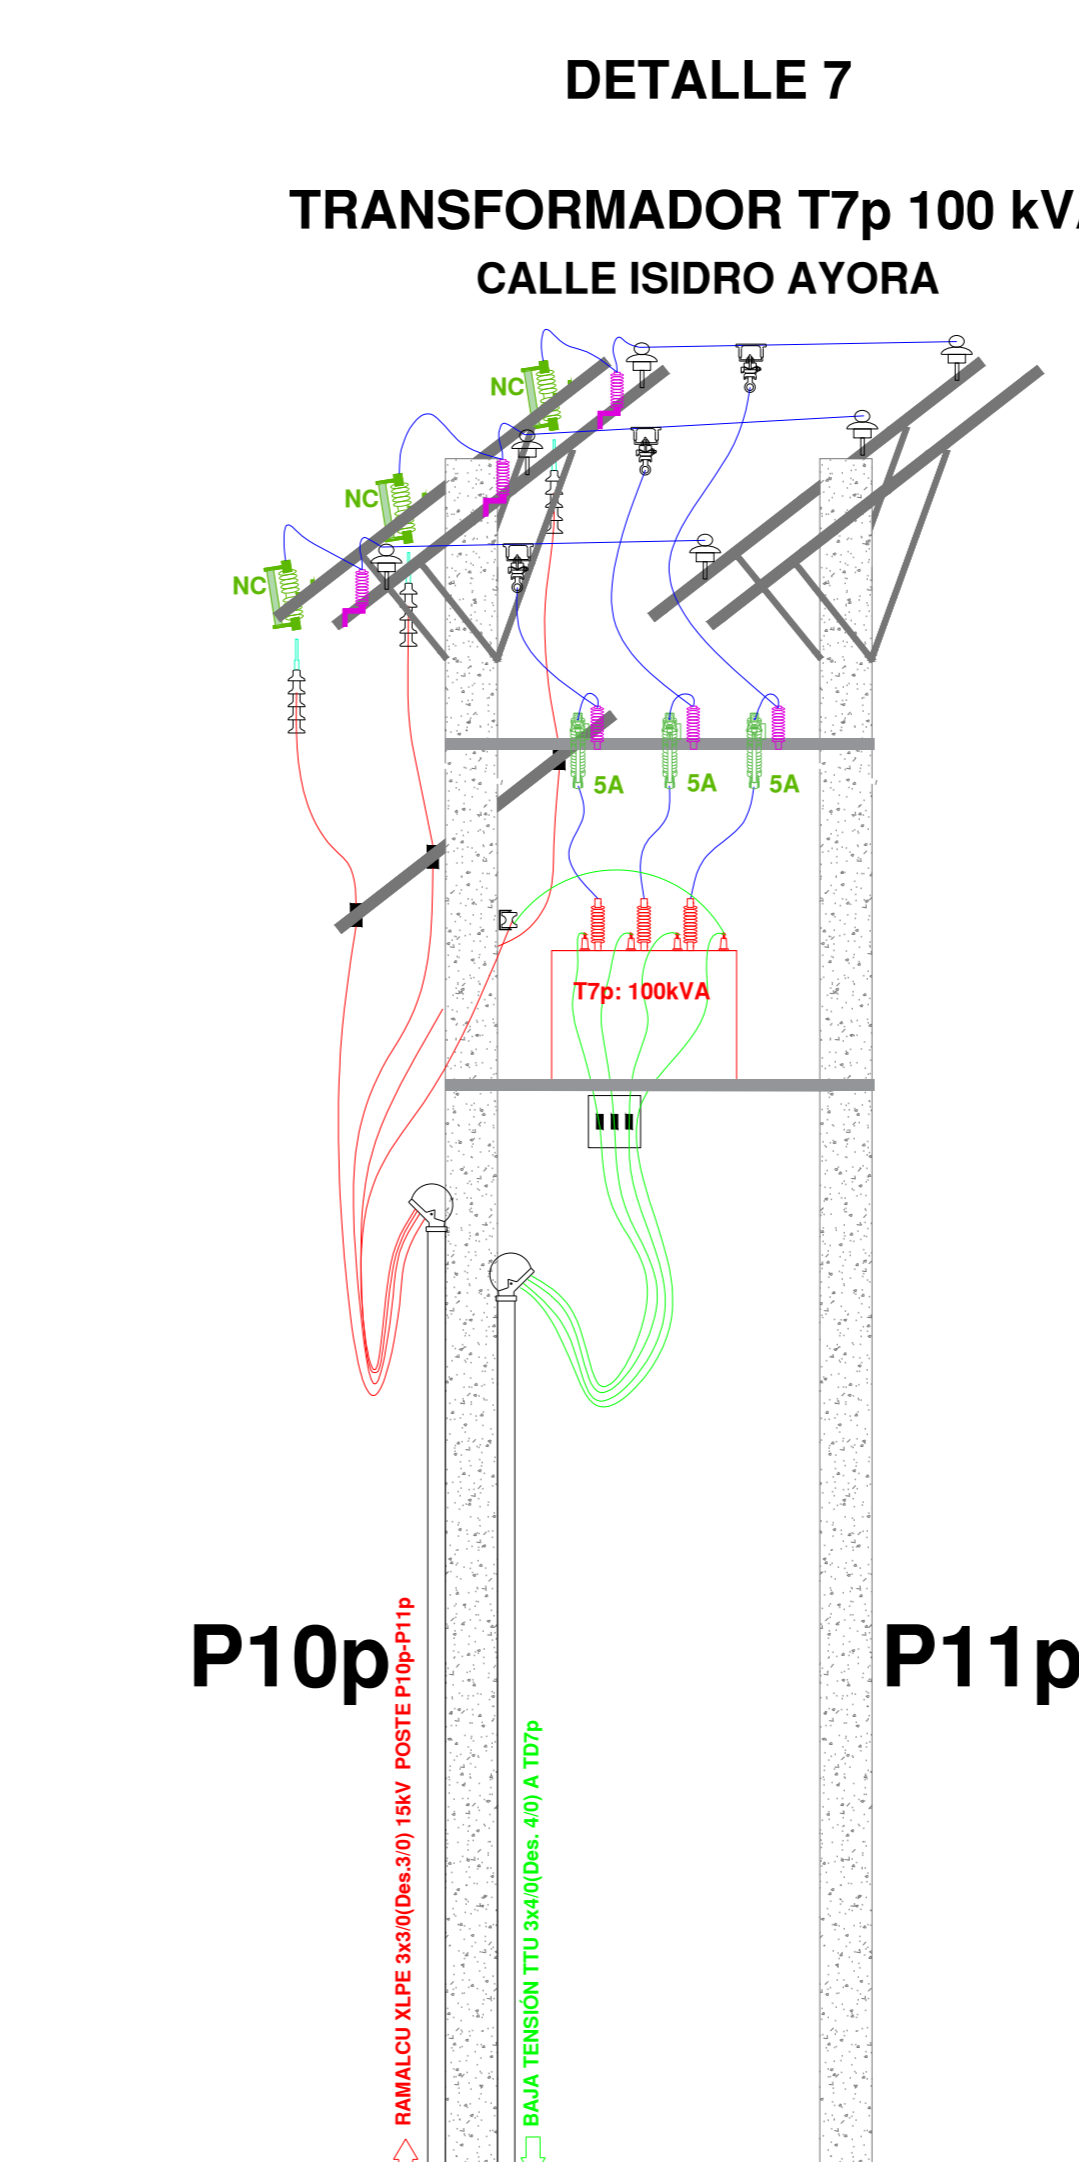 DETALLE 7
TRANSFORMADOR T7p 100 kV
CALLE ISIDRO AYORA
NC
NC
NC
5A
5A
5A
T7p: 100kVA
P10p
P11p
RAMALCU XLPE 3x3/0(Des.3/0) 15kV POSTE P10p-P11p
BAJA TENSIÓN TTU 3x4/0(Des. 4/0) A TD7p